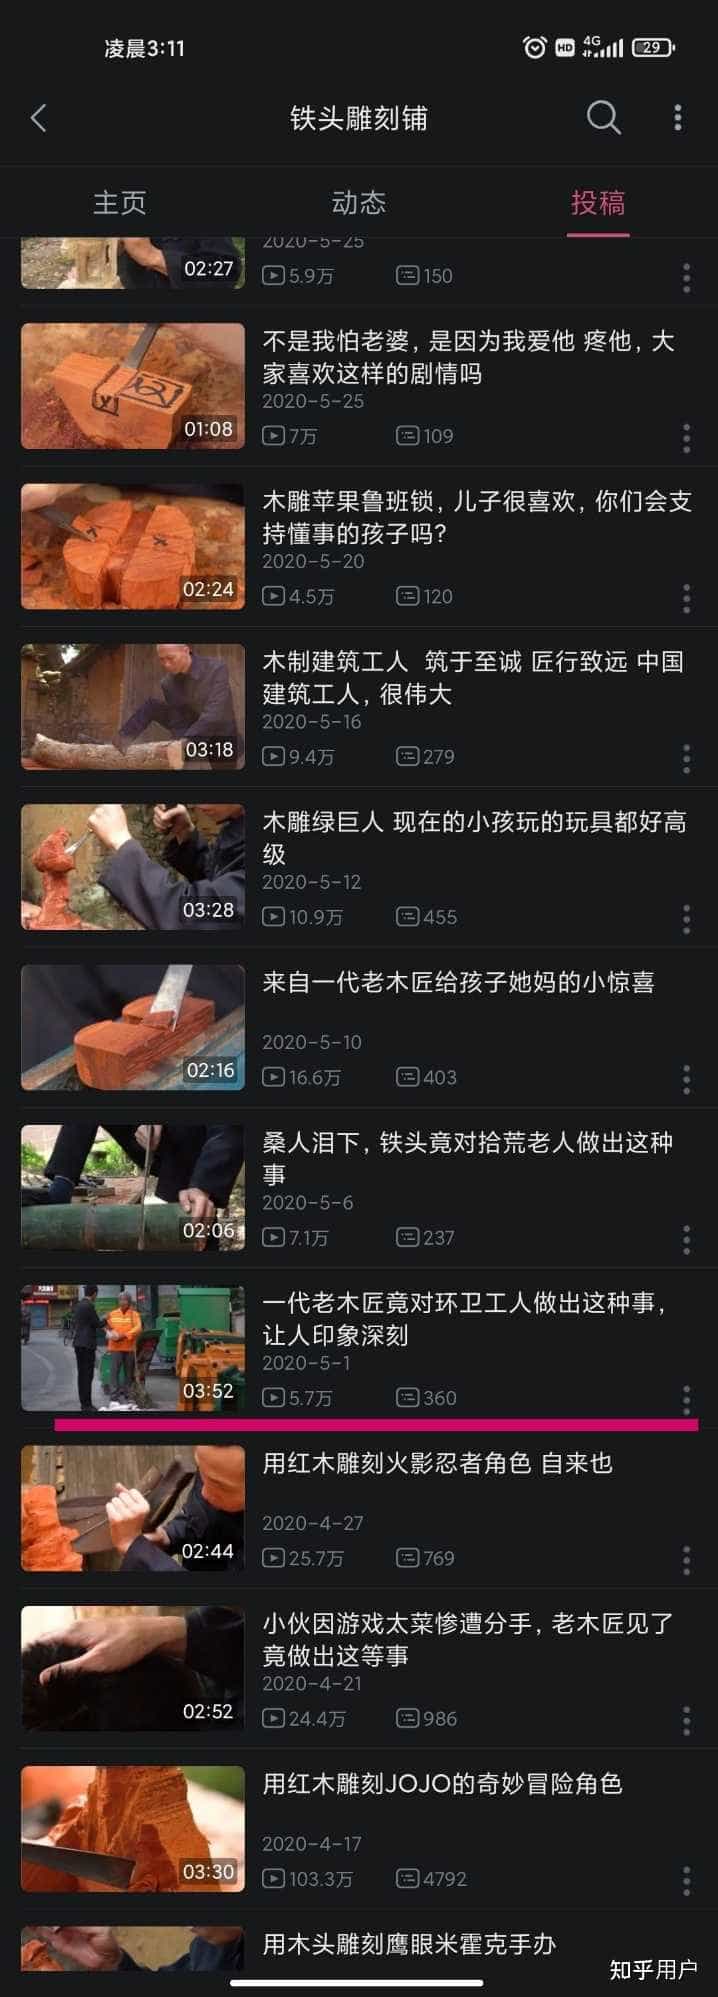 凌晨3:11
HD 4G 29
铁头雕刻铺
主页 动态 投稿
02:27
2020-5-25
5.9万 150
不是我怕老婆,是因为我爱他 疼他,大
家喜欢这样的剧情吗
2020-5-25
01:08
7万 109
木雕苹果鲁班锁,儿子很喜欢,你们会支
持懂事的孩子吗?
2020-5-20
02:24
4.5万 120
木制建筑工人 筑于至诚 匠行致远 中国
建筑工人,很伟大
2020-5-16
03:18
9.4万 279
木雕绿巨人 现在的小孩玩的玩具都好高
级
2020-5-12
03:28
10.9万 455
来自一代老木匠给孩子她妈的小惊喜
2020-5-10
02:16
16.6万 403
桑人泪下,铁头竟对拾荒老人做出这种
事
2020-5-6
02:06
7.1万 237
一代老木匠竟对环卫工人做出这种事,
让人印象深刻
2020-5-1
03:52
5.7万 360
用红木雕刻火影忍者角色 自来也
2020-4-27
02:44
25.7万 769
小伙因游戏太菜惨遭分手,老木匠见了
竟做出这等事
2020-4-21
02:52
24.4万 986
用红木雕刻JOJO的奇妙冒险角色
2020-4-17
03:30
103.3万 4792
用木头雕刻鹰眼米霍克手办
知乎用户